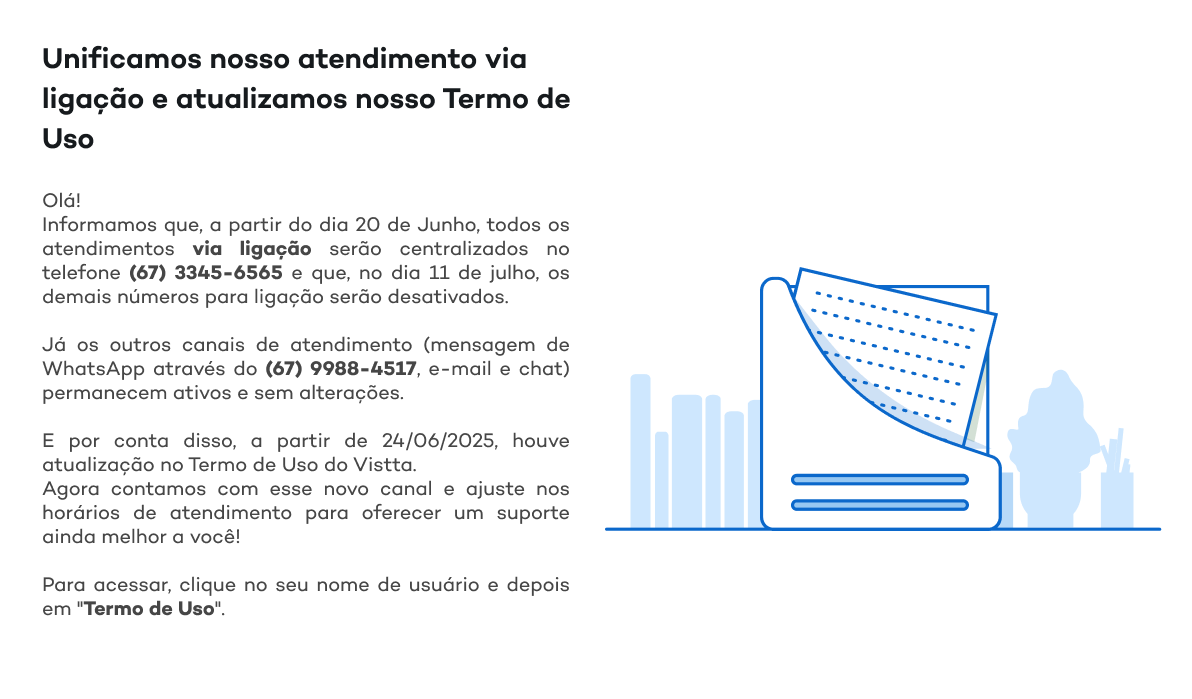 Unificamos nosso atendimento via
ligação e atualizamos nosso Termo de
Uso
Olá!
Informamos que, a partir do dia 20 de Junho, todos os
atendimentos via ligação serão centralizados no
telefone (67) 3345-6565 e que, no dia 11 de julho, os
demais números para ligação serão desativados.
Já os outros canais de atendimento (mensagem de
WhatsApp através do (67) 9988-4517, e-mail e chat)
permanecem ativos e sem alterações.
E por conta disso, a partir de 24/06/2025, houve
atualização no Termo de Uso do Vistta.
Agora contamos com esse novo canal e ajuste nos
horários de atendimento para oferecer um suporte
ainda melhor a você!
Para acessar, clique no seu nome de usuário e depois
em "Termo de Uso".